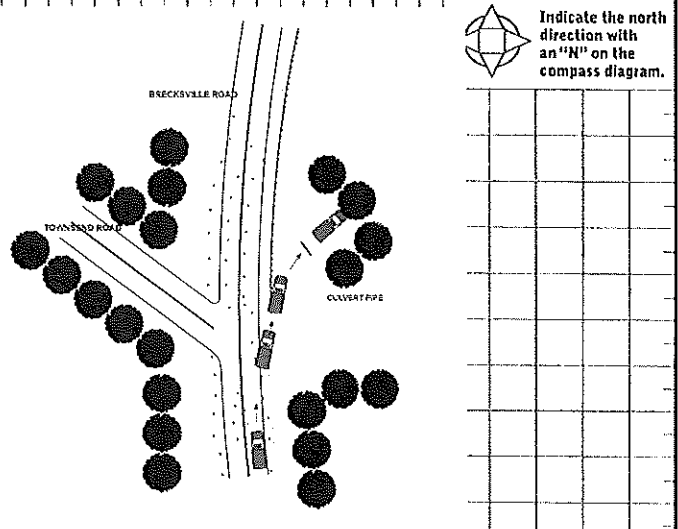 Indicate the north
direction with
an "N" on the
compass diagram.
BRECKSVILLE ROAD
TOWNSEND ROAD
CULVERT PIPE